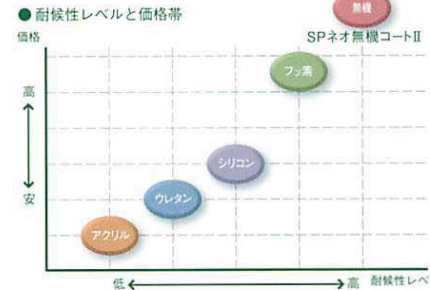 ● 耐候性レベルと価格帯
無機
SPネオ無機コートⅡ
価格
フッ素
高
シリコン
安
ウレタン
アクリル
低
高
耐候性レベ